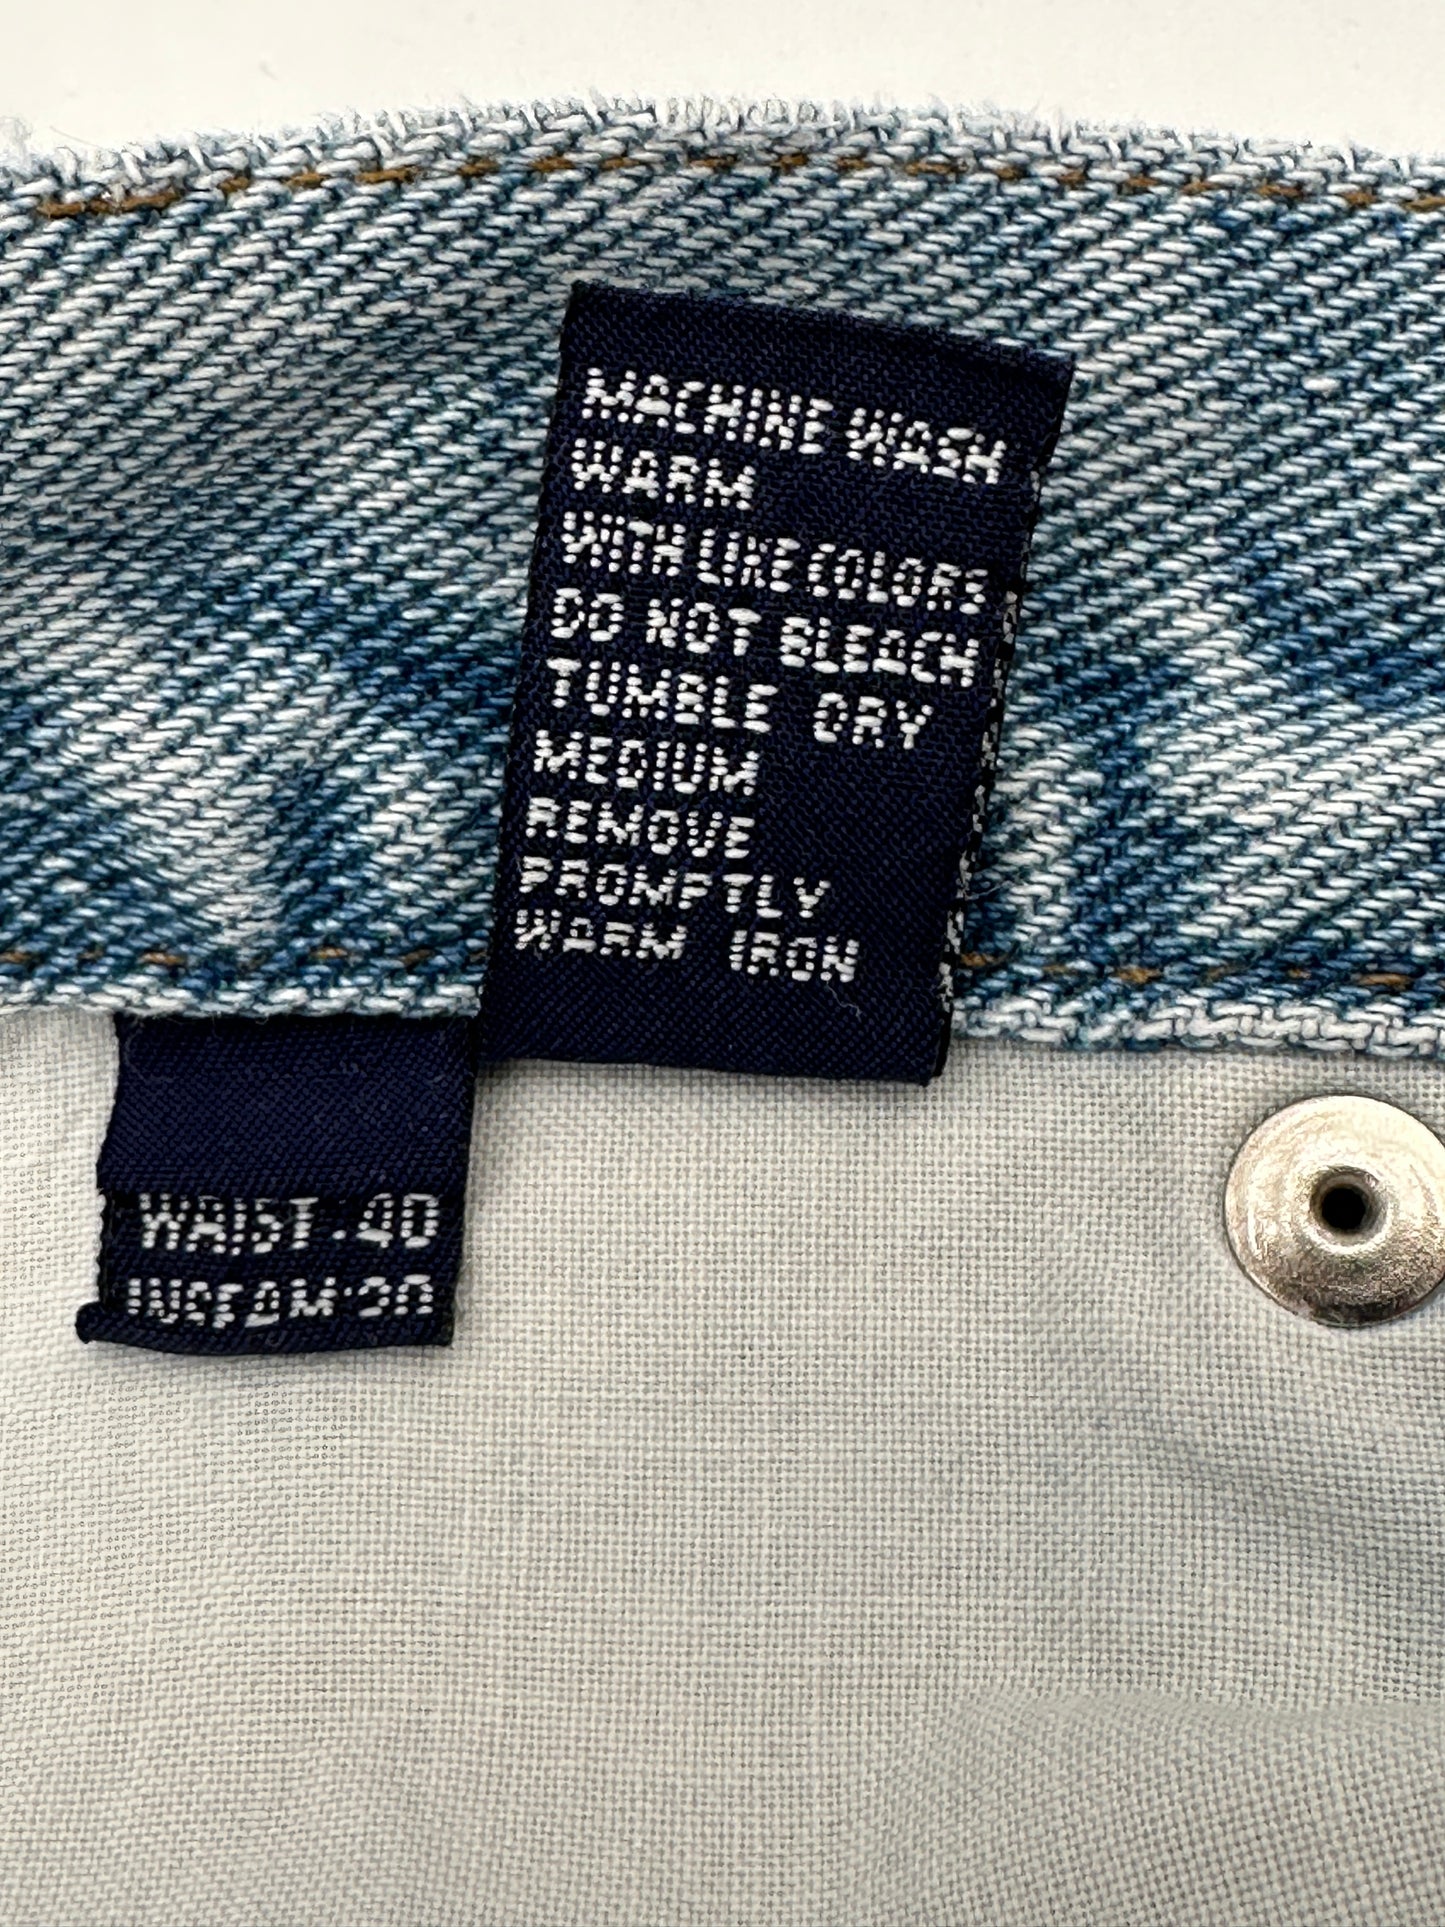 MACHINE WASH
WARM
WITH LIKE COLORS
DO NOT BLEACH
TUMBLE DRY
MEDIUM
REMOVE
PROMPTLY
WARM IRON
WAIST:40
INSEAM:30